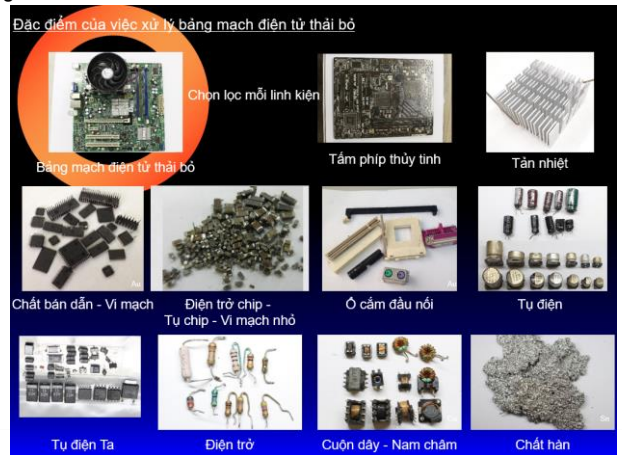 Đặc điểm của việc xử lý bảng mạch điện tử thải bỏ
Chọn lọc mỗi linh kiện
Bảng mạch điện tử thải bỏ
Tấm phíp thủy tinh
Tản nhiệt
Au
Au
Chất bán dẫn - Vi mạch
Điện trở chip -
Tụ chip - Vi mạch nhỏ
Ổ cắm đầu nối
Tụ điện
Sn
Tụ điện Ta
Điện trở
Cuộn dây - Nam châm
Chất hàn